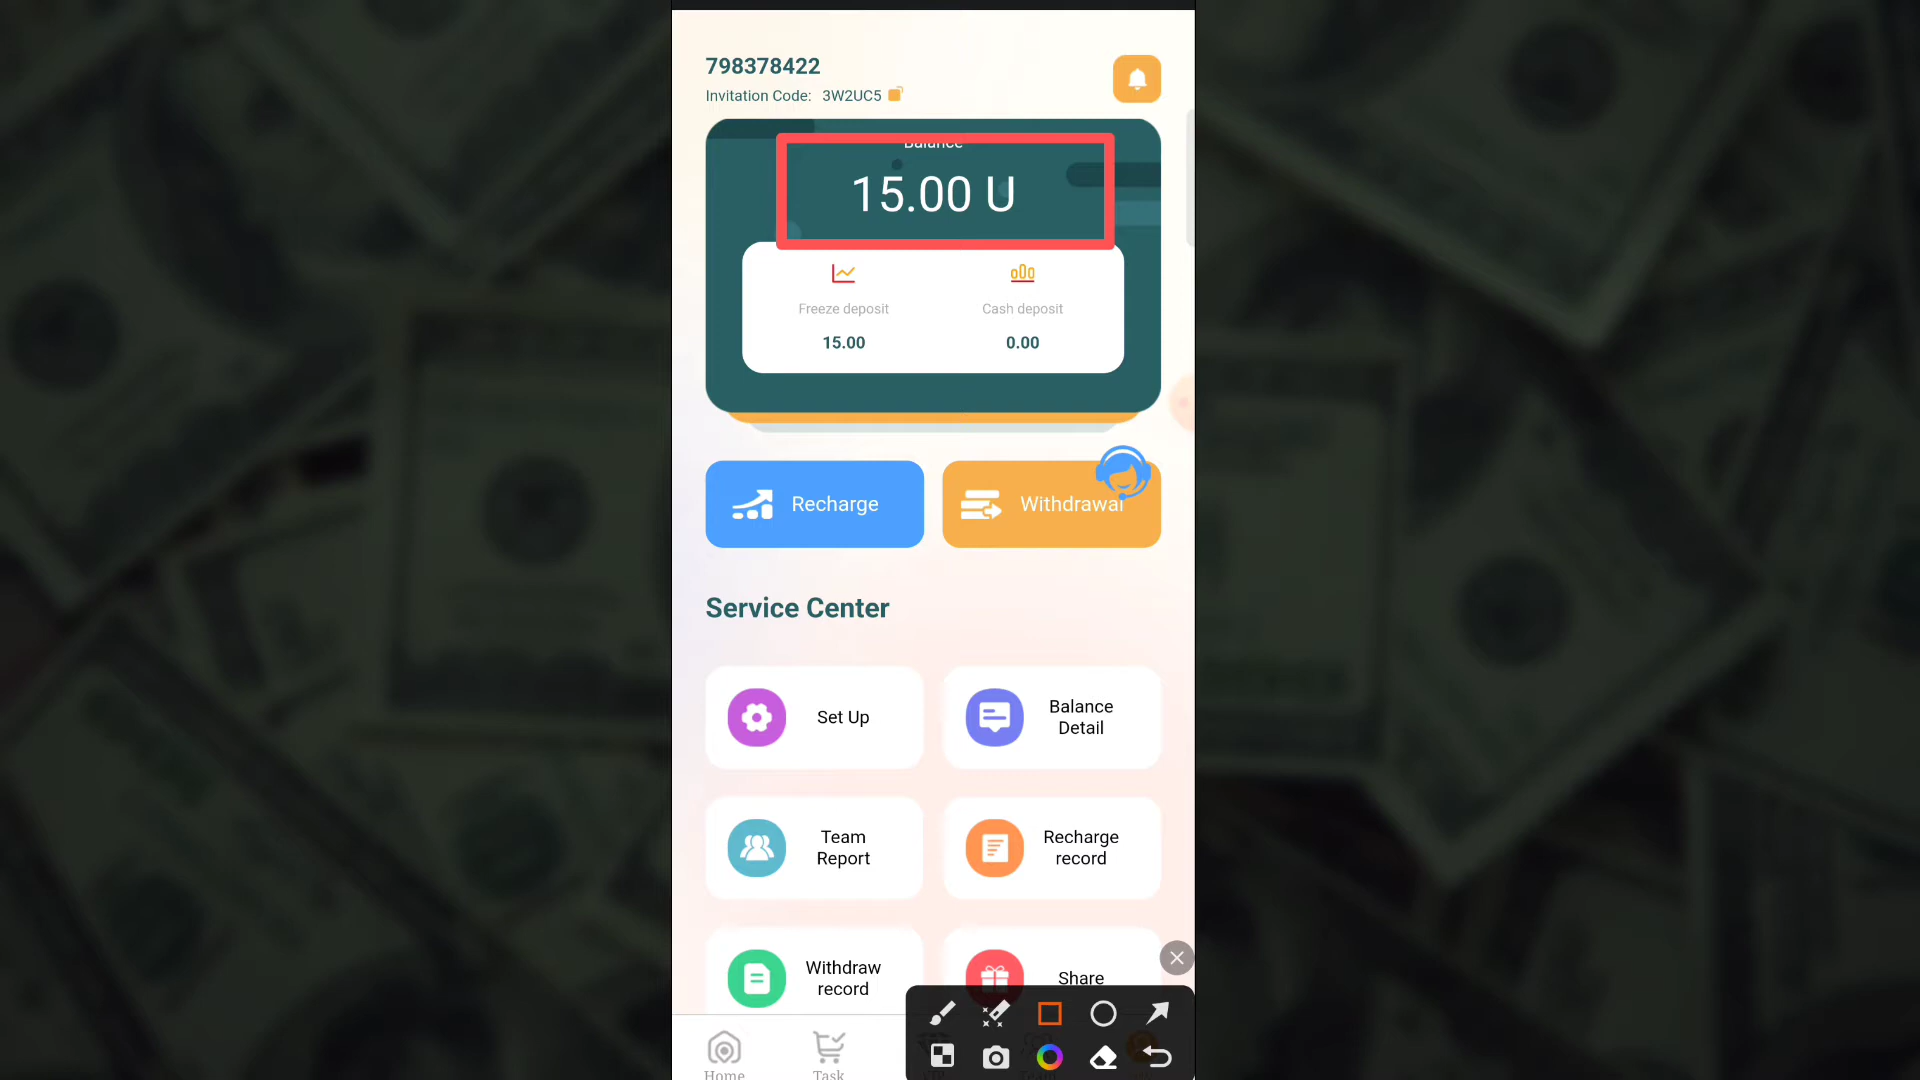 798378422
Invitation Code: 3W2UC5
Balance
15.00 U
Freeze deposit
Cash deposit
15.00
0.00
Recharge
Withdrawal
Service Center
Set Up
Balance
Detail
Team
Report
Recharge
record
Withdraw
record
Share
Home
Task